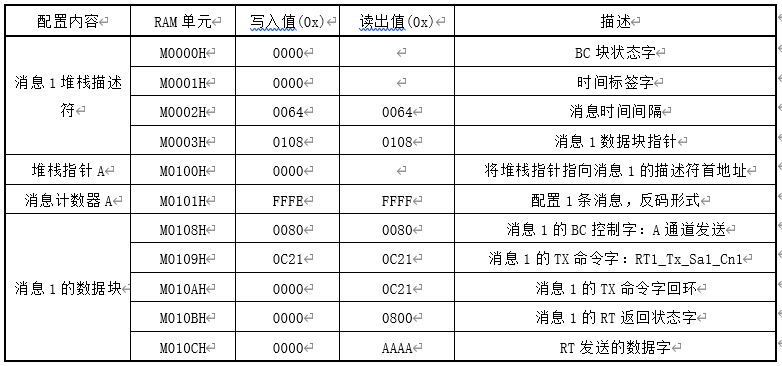 配置内容 RAM 单元 写入值(0x) 读出值(0x) 描述
消息 1 堆栈描述符 M0000H 0000 BC 块状态字
M0001H 0000 时间标签字
M0002H 0064 0064 消息时间间隔
M0003H 0108 0108 消息 1 数据块指针
堆栈指针 A M0100H 0000 将堆栈指针指向消息 1 的描述符首地址
消息计数器 A M0101H FFFE FFFF 配置 1 条消息，反码形式
消息 1 的数据块 M0108H 0080 0080 消息 1 的 BC 控制字：A 通道发送
M0109H 0C21 0C21 消息 1 的 TX 命令字：RT1_Tx_Sa1_Cn1
M010AH 0000 0C21 消息 1 的 TX 命令字回环
M010BH 0000 0800 消息 1 的 RT 返回状态字
M010CH 0000 AAAA RT 发送的数据字